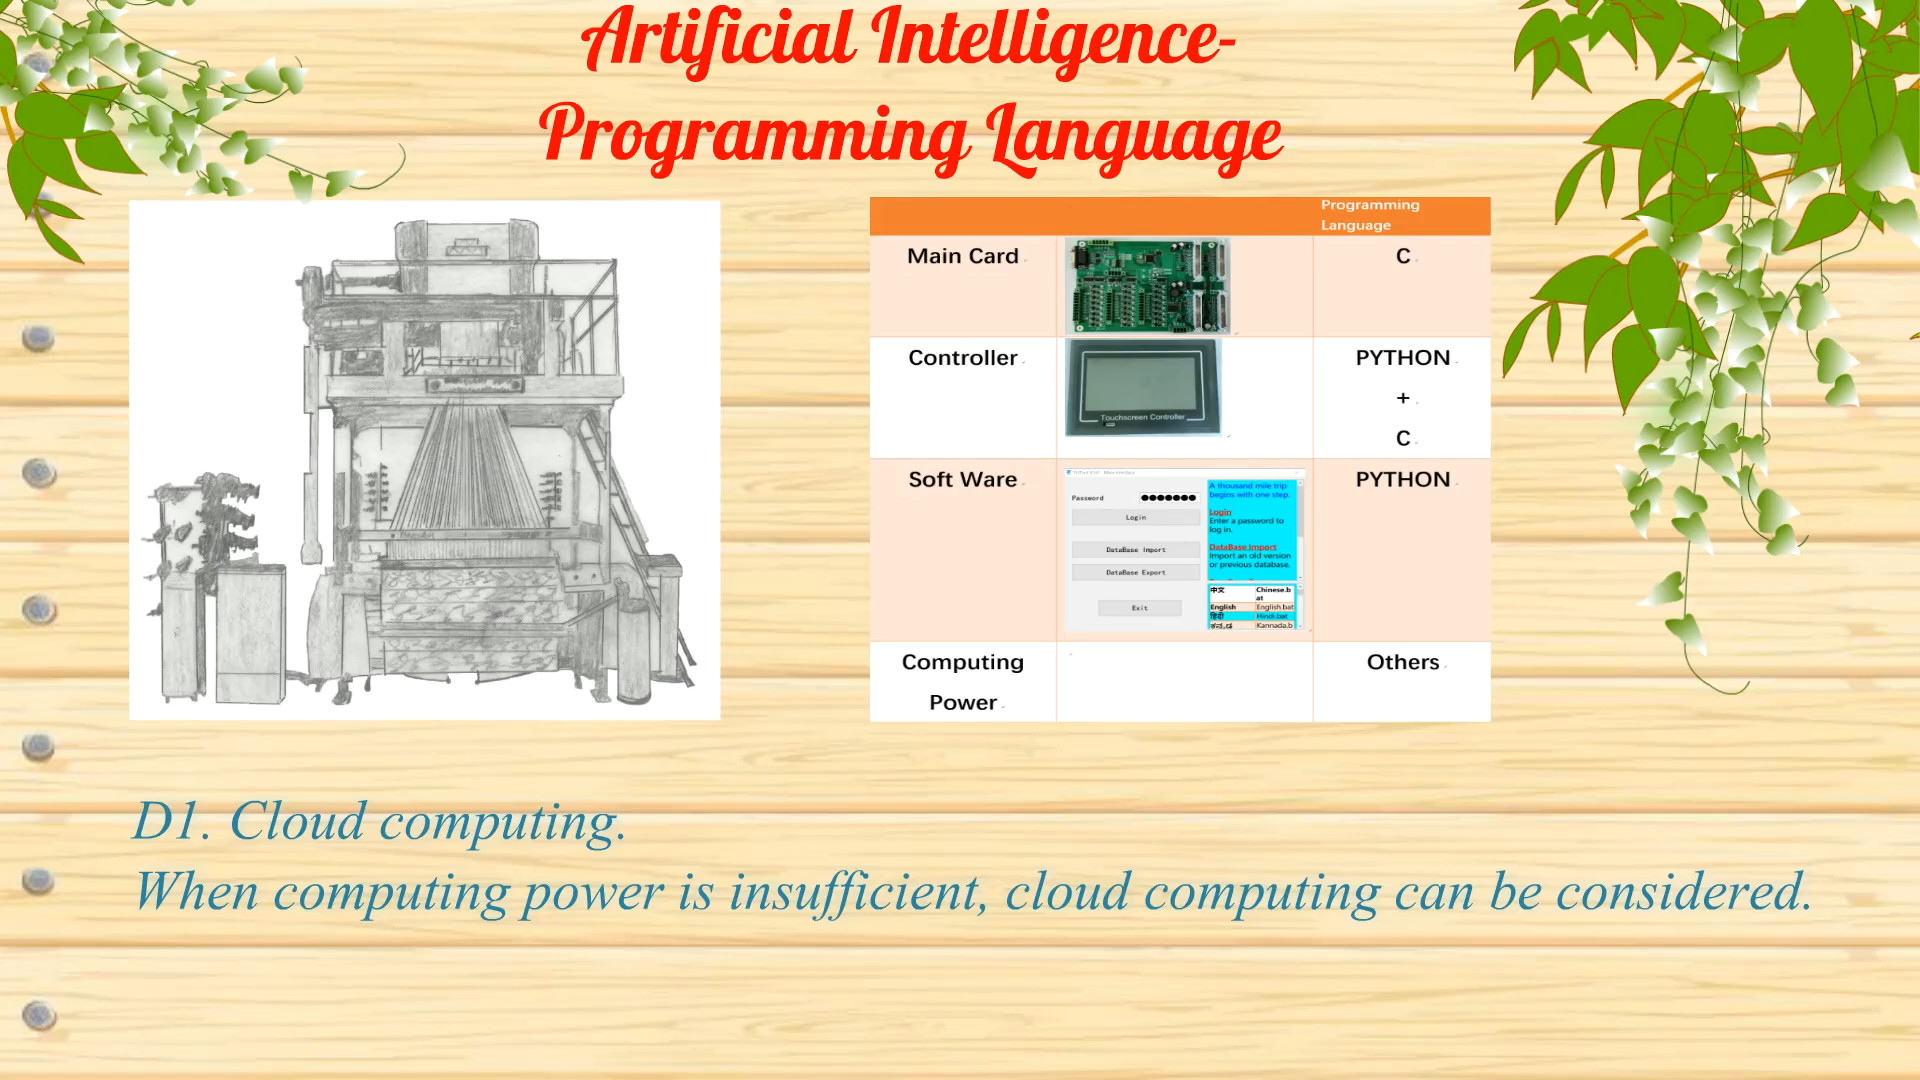 Artificial Intelligence-
Programming Language
Programming
Language
Main Card
C
Touchscreen Controller
Controller
PYTHON
+
C
Soft Ware
PYTHON
Password
Login
DataBase Import
DataBase Export
Exit
A thousand mile trip
begins with one step.
Login
Enter a password to
log in.
DataBase Import
Import an old version
or previous database.
中文 Chinese.b
at
English English.bat
हिंदी Hindi.bat
ಕನ್ನಡ Kannada.b
Computing
Power
Others
D1. Cloud computing.
When computing power is insufficient, cloud computing can be considered.